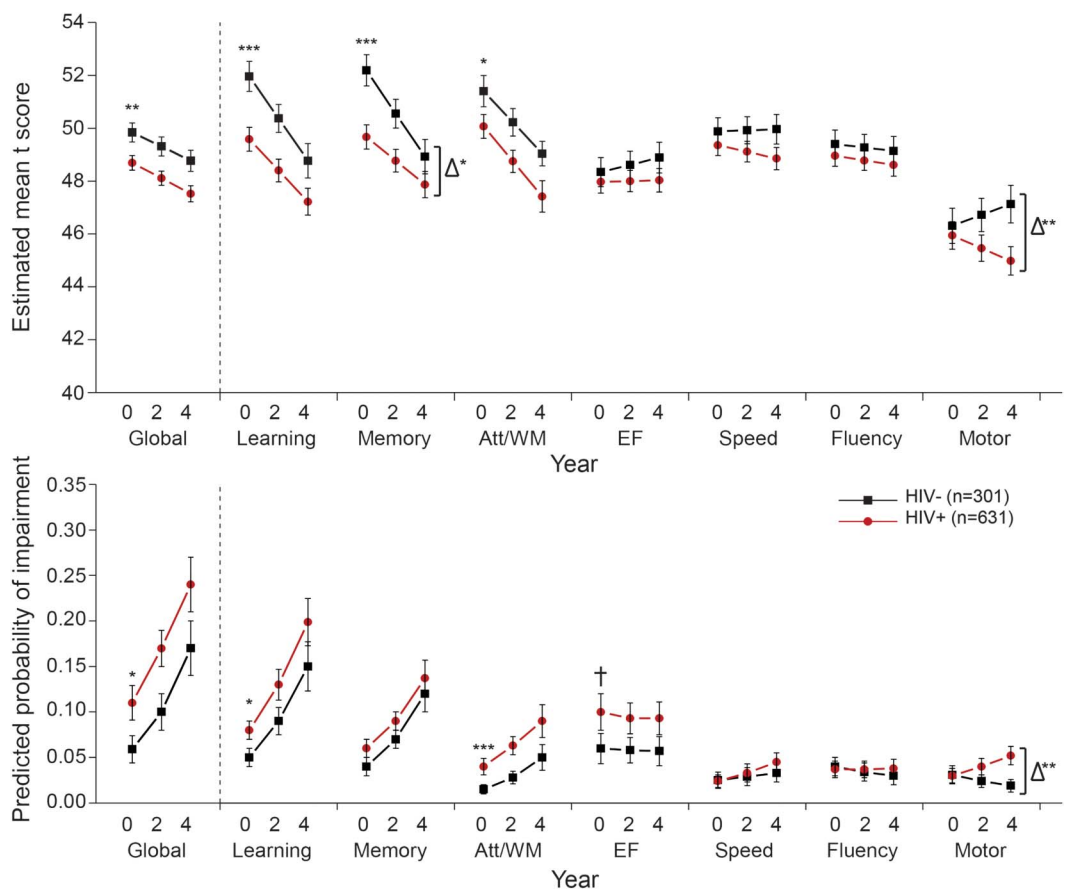 Estimated mean t score
54
52
50
48
46
44
42
40
**
***
***
*
Δ*
Δ**
0 2 4 0 2 4 0 2 4 0 2 4 0 2 4 0 2 4 0 2 4 0 2 4
Global Learning Memory Att/WM EF Speed Fluency Motor
Year
Predicted probability of impairment
0.35
0.30
0.25
0.20
0.15
0.10
0.05
0.00
HIV- (n=301)
HIV+ (n=631)
*
*
***
†
Δ**
0 2 4 0 2 4 0 2 4 0 2 4 0 2 4 0 2 4 0 2 4 0 2 4
Global Learning Memory Att/WM EF Speed Fluency Motor
Year